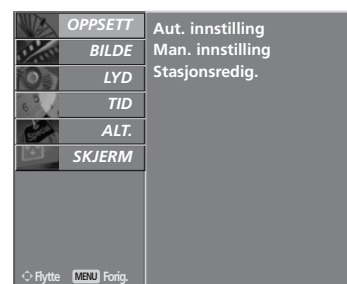 OPPSETT
BILDE
LYD
TID
ALT.
SKJERM
Aut. innstilling
Man. innstilling
Stasjonsredig.
Flytte MENU Forig.